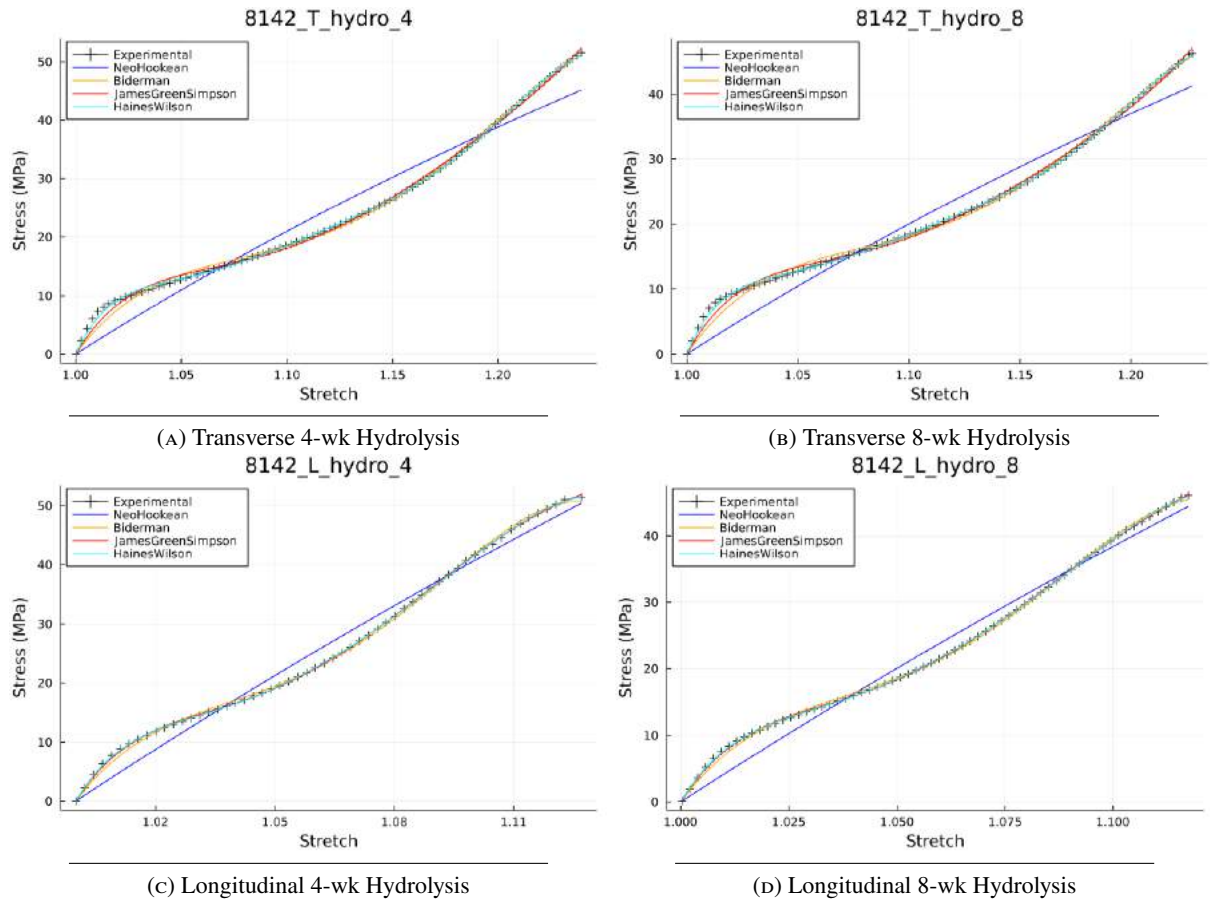 8142_T_hydro_4
Stress (MPa)
50
40
30
20
10
0
Experimental
NeoHookean
Biderman
JamesGreenSimpson
HainesWilson
1.00 1.05 1.10 1.15 1.20
Stretch
(A) Transverse 4-wk Hydrolysis
8142_T_hydro_8
Stress (MPa)
40
30
20
10
0
Experimental
NeoHookean
Biderman
JamesGreenSimpson
HainesWilson
1.00 1.05 1.10 1.15 1.20
Stretch
(B) Transverse 8-wk Hydrolysis
8142_L_hydro_4
Stress (MPa)
50
40
30
20
10
0
Experimental
NeoHookean
Biderman
JamesGreenSimpson
HainesWilson
1.02 1.05 1.08 1.11
Stretch
(C) Longitudinal 4-wk Hydrolysis
8142_L_hydro_8
Stress (MPa)
40
30
20
10
0
Experimental
NeoHookean
Biderman
JamesGreenSimpson
HainesWilson
1.000 1.025 1.050 1.075 1.100
Stretch
(D) Longitudinal 8-wk Hydrolysis